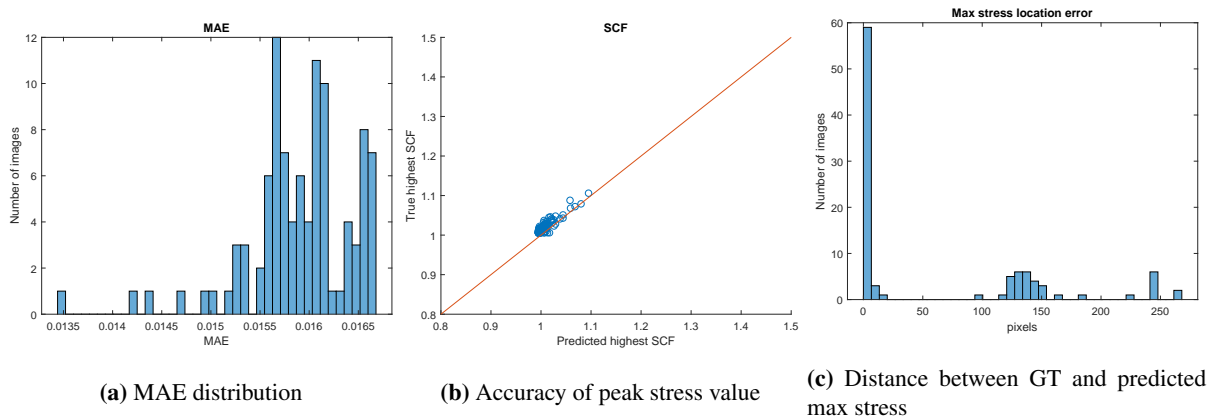 MAE
12
10
8
6
4
2
0
Number of images
0.0135 0.014 0.0145 0.015 0.0155 0.016 0.0165
MAE
(a) MAE distribution
SCF
1.5
1.4
1.3
1.2
1.1
1
0.9
0.8
True highest SCF
0.8 0.9 1 1.1 1.2 1.3 1.4 1.5
Predicted highest SCF
(b) Accuracy of peak stress value
Max stress location error
60
50
40
30
20
10
0
Number of images
0 50 100 150 200 250
pixels
(c) Distance between GT and predicted
max stress